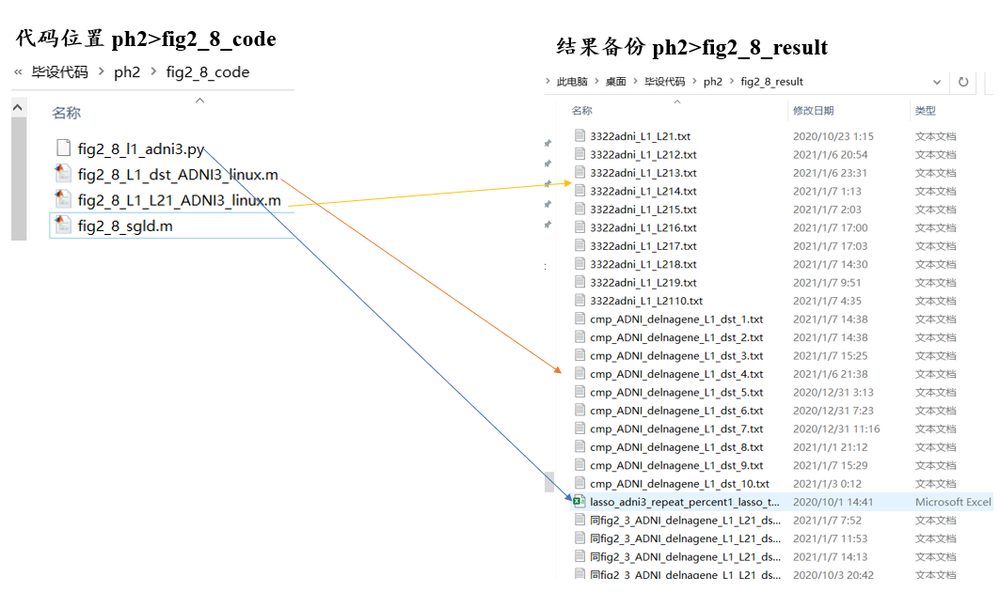 代码位置 ph2>fig2_8_code
« 毕设代码 > ph2 > fig2_8_code
名称
fig2_8_l1_adni3.py
fig2_8_L1_dst_ADNI3_linux.m
fig2_8_L1_L21_ADNI3_linux.m
fig2_8_sgld.m
结果备份 ph2>fig2_8_result
> 此电脑 > 桌面 > 毕设代码 > ph2 > fig2_8_result
名称 修改日期 类型
3322adni_L1_L21.txt 2020/10/23 1:15 文本文档
3322adni_L1_L212.txt 2021/1/6 20:54 文本文档
3322adni_L1_L213.txt 2021/1/6 23:31 文本文档
3322adni_L1_L214.txt 2021/1/7 1:13 文本文档
3322adni_L1_L215.txt 2021/1/7 2:03 文本文档
3322adni_L1_L216.txt 2021/1/7 17:00 文本文档
3322adni_L1_L217.txt 2021/1/7 17:03 文本文档
3322adni_L1_L218.txt 2021/1/7 14:30 文本文档
3322adni_L1_L219.txt 2021/1/7 9:51 文本文档
3322adni_L1_L2110.txt 2021/1/7 4:35 文本文档
cmp_ADNI_delnagene_L1_dst_1.txt 2021/1/7 14:38 文本文档
cmp_ADNI_delnagene_L1_dst_2.txt 2021/1/7 14:38 文本文档
cmp_ADNI_delnagene_L1_dst_3.txt 2021/1/7 15:25 文本文档
cmp_ADNI_delnagene_L1_dst_4.txt 2021/1/6 21:38 文本文档
cmp_ADNI_delnagene_L1_dst_5.txt 2020/12/31 3:13 文本文档
cmp_ADNI_delnagene_L1_dst_6.txt 2020/12/31 7:23 文本文档
cmp_ADNI_delnagene_L1_dst_7.txt 2020/12/31 11:16 文本文档
cmp_ADNI_delnagene_L1_dst_8.txt 2021/1/1 21:12 文本文档
cmp_ADNI_delnagene_L1_dst_9.txt 2021/1/7 15:29 文本文档
cmp_ADNI_delnagene_L1_dst_10.txt 2021/1/3 0:12 文本文档
lasso_adni3_repeat_percent1_lasso_t... 2020/10/1 14:41 Microsoft Excel
同fig2_3_ADNI_delnagene_L1_L21_ds... 2021/1/7 7:52 文本文档
同fig2_3_ADNI_delnagene_L1_L21_ds... 2021/1/7 11:53 文本文档
同fig2_3_ADNI_delnagene_L1_L21_ds... 2021/1/7 14:13 文本文档
同fig2_3_ADNI_delnagene_L1_L21_ds... 2020/10/3 20:42 文本文档